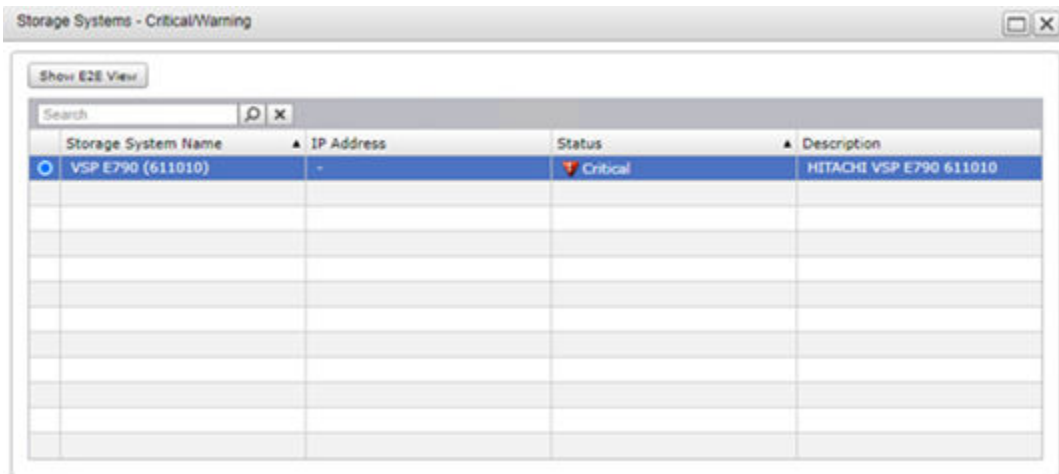 Storage Systems - Critical/Warning
Show E2E View
Search
Storage System Name IP Address Status Description
VSP E790 (611010) - Critical HITACHI VSP E790 611010